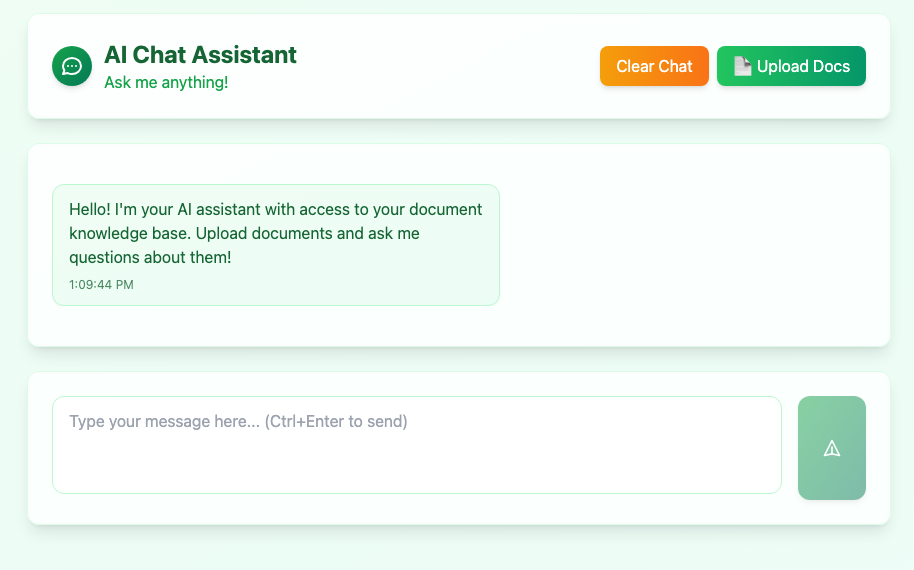 AI Chat Assistant
Ask me anything!
Clear Chat
Upload Docs
Hello! I'm your AI assistant with access to your document
knowledge base. Upload documents and ask me
questions about them!
1:09:44 PM
Type your message here... (Ctrl+Enter to send)